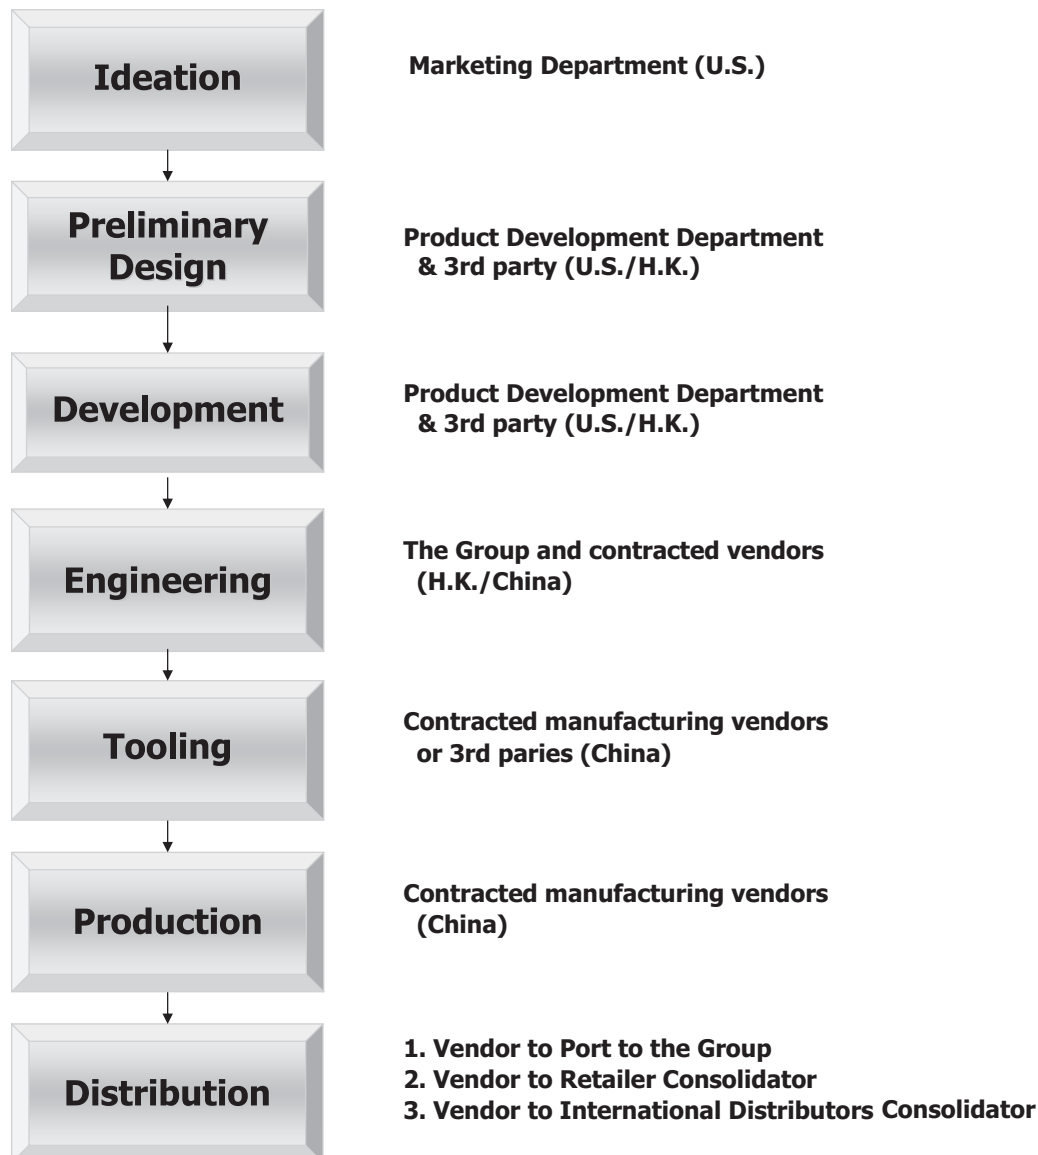 Ideation
Marketing Department (U.S.)
Preliminary
Design
Product Development Department
& 3rd party (U.S./H.K.)
Development
Product Development Department
& 3rd party (U.S./H.K.)
Engineering
The Group and contracted vendors
(H.K./China)
Tooling
Contracted manufacturing vendors
or 3rd paries (China)
Production
Contracted manufacturing vendors
(China)
Distribution
1. Vendor to Port to the Group
2. Vendor to Retailer Consolidator
3. Vendor to International Distributors Consolidator